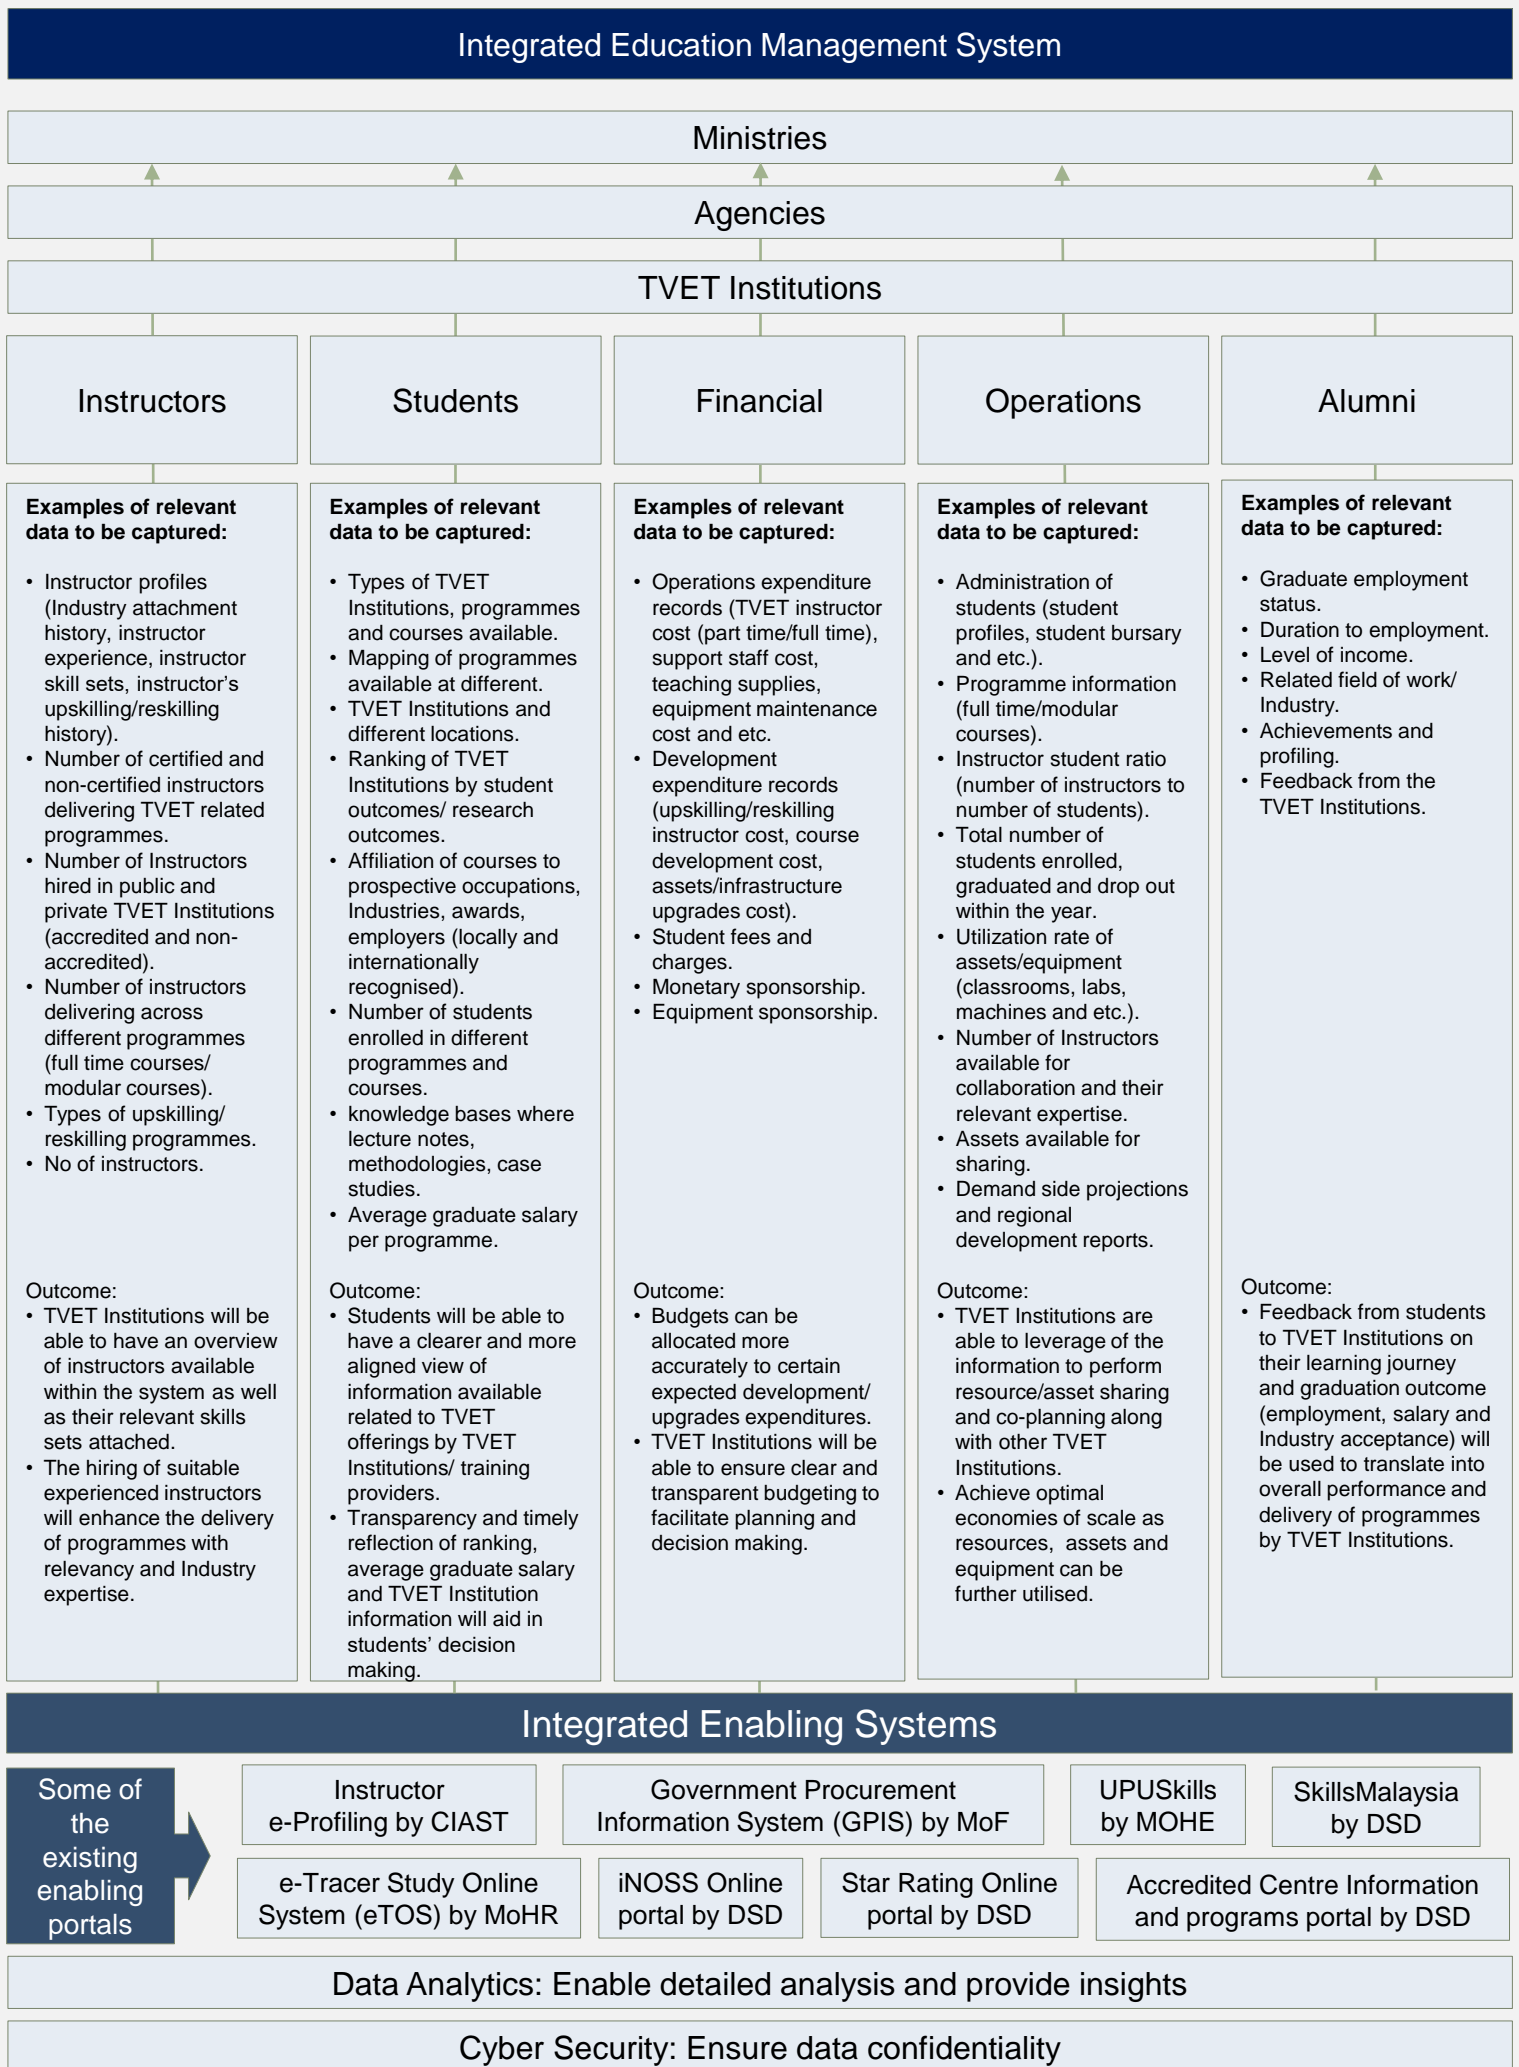 Integrated Education Management System
Ministries
Agencies
TVET Institutions
Instructors
Students
Financial
Operations
Alumni
Examples of relevant
data to be captured:
• Instructor profiles
(Industry attachment
history, instructor
experience, instructor
skill sets, instructor’s
upskilling/reskilling
history).
• Number of certified and
non-certified instructors
delivering TVET related
programmes.
• Number of Instructors
hired in public and
private TVET Institutions
(accredited and non-
accredited).
• Number of instructors
delivering across
different programmes
(full time courses/
modular courses).
• Types of upskilling/
reskilling programmes.
• No of instructors.
Outcome:
• TVET Institutions will be
able to have an overview
of instructors available
within the system as well
as their relevant skills
sets attached.
• The hiring of suitable
experienced instructors
will enhance the delivery
of programmes with
relevancy and Industry
expertise.
Examples of relevant
data to be captured:
• Types of TVET
Institutions, programmes
and courses available.
• Mapping of programmes
available at different.
• TVET Institutions and
different locations.
• Ranking of TVET
Institutions by student
outcomes/ research
outcomes.
• Affiliation of courses to
prospective occupations,
Industries, awards,
employers (locally and
internationally
recognised).
• Number of students
enrolled in different
programmes and
courses.
• knowledge bases where
lecture notes,
methodologies, case
studies.
• Average graduate salary
per programme.
Outcome:
• Students will be able to
have a clearer and more
aligned view of
information available
related to TVET
offerings by TVET
Institutions/ training
providers.
• Transparency and timely
reflection of ranking,
average graduate salary
and TVET Institution
information will aid in
students’ decision
making.
Examples of relevant
data to be captured:
• Operations expenditure
records (TVET instructor
cost (part time/full time),
support staff cost,
teaching supplies,
equipment maintenance
cost and etc.
• Development
expenditure records
(upskilling/reskilling
instructor cost, course
development cost,
assets/infrastructure
upgrades cost).
• Student fees and
charges.
• Monetary sponsorship.
• Equipment sponsorship.
Outcome:
• Budgets can be
allocated more
accurately to certain
expected development/
upgrades expenditures.
• TVET Institutions will be
able to ensure clear and
transparent budgeting to
facilitate planning and
decision making.
Examples of relevant
data to be captured:
• Administration of
students (student
profiles, student bursary
and etc.).
• Programme information
(full time/modular
courses).
• Instructor student ratio
(number of instructors to
number of students).
• Total number of
students enrolled,
graduated and drop out
within the year.
• Utilization rate of
assets/equipment
(classrooms, labs,
machines and etc.).
• Number of Instructors
available for
collaboration and their
relevant expertise.
• Assets available for
sharing.
• Demand side projections
and regional
development reports.
Outcome:
• TVET Institutions are
able to leverage of the
information to perform
resource/asset sharing
and co-planning along
with other TVET
Institutions.
• Achieve optimal
economies of scale as
resources, assets and
equipment can be
further utilised.
Examples of relevant
data to be captured:
• Graduate employment
status.
• Duration to employment.
• Level of income.
• Related field of work/
Industry.
• Achievements and
profiling.
• Feedback from the
TVET Institutions.
Outcome:
• Feedback from students
to TVET Institutions on
their learning journey
and graduation outcome
(employment, salary and
Industry acceptance) will
be used to translate into
overall performance and
delivery of programmes
by TVET Institutions.
Integrated Enabling Systems
Some of
the
existing
enabling
portals
Instructor
e-Profiling by CIAST
Government Procurement
Information System (GPIS) by MoF
UPUSkills
by MOHE
SkillsMalaysia
by DSD
e-Tracer Study Online
System (eTOS) by MoHR
iNOSS Online
portal by DSD
Star Rating Online
portal by DSD
Accredited Centre Information
and programs portal by DSD
Data Analytics: Enable detailed analysis and provide insights
Cyber Security: Ensure data confidentiality